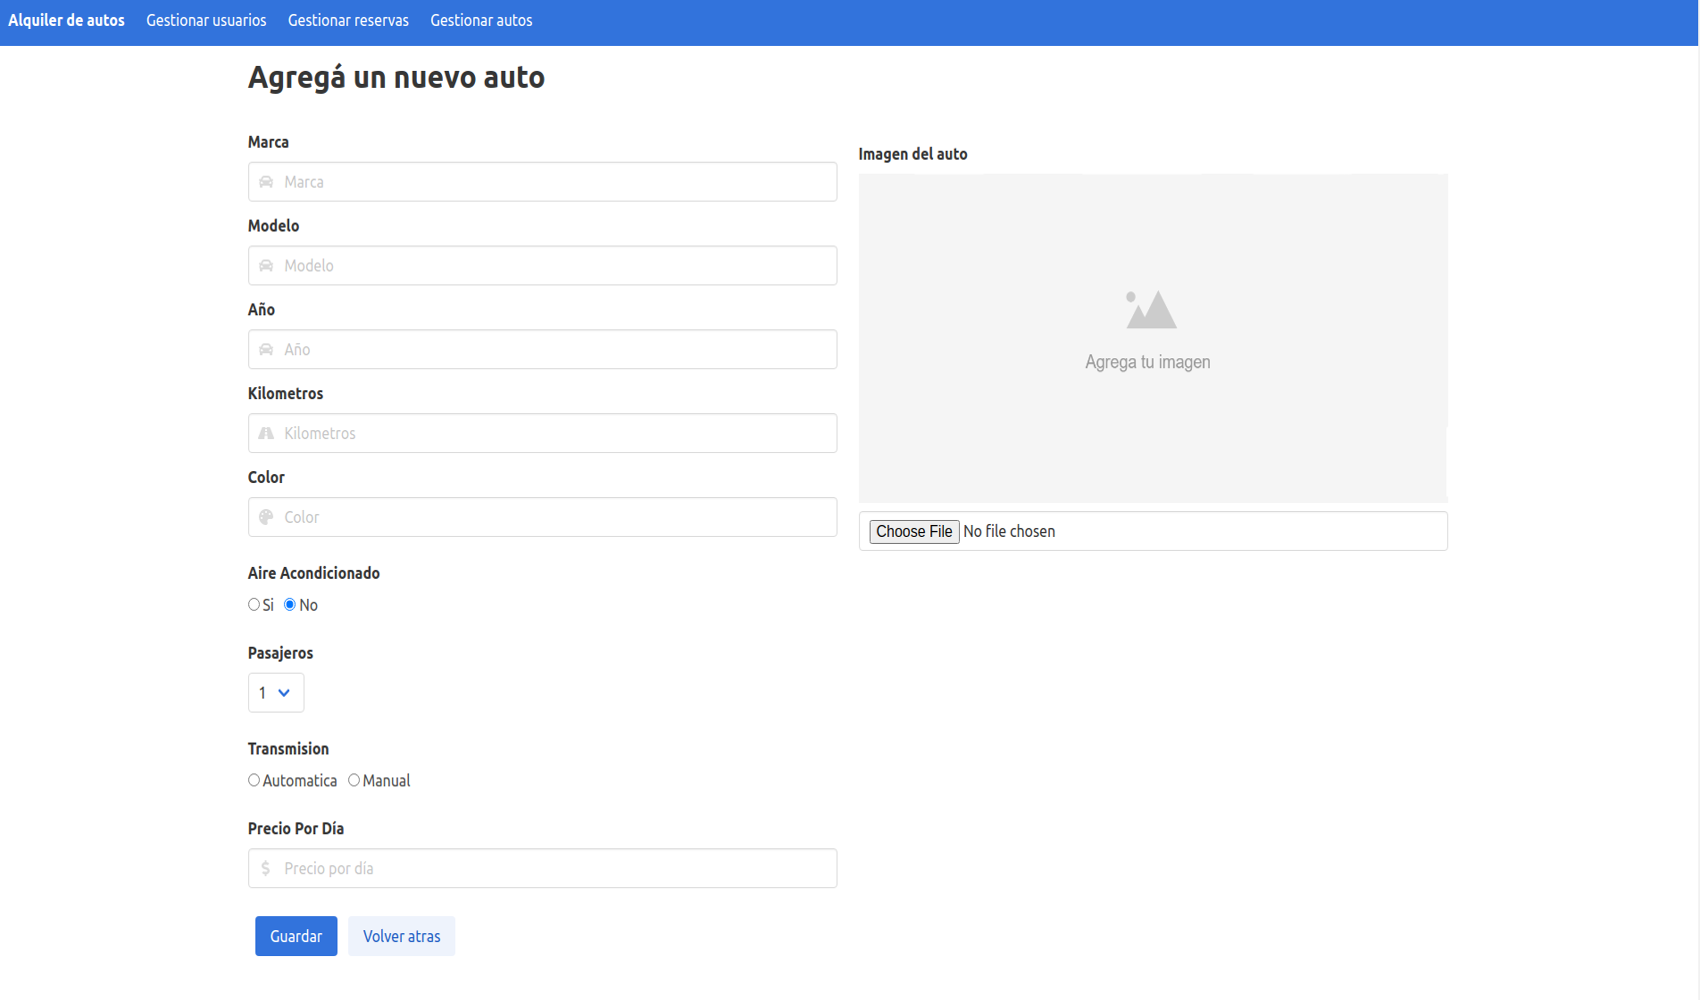 Alquiler de autos Gestionar usuarios Gestionar reservas Gestionar autos
Agregá un nuevo auto
Marca
Marca
Modelo
Modelo
Año
Año
Kilometros
Kilometros
Color
Color
Aire Acondicionado
Si No
Pasajeros
1
Transmision
Automatica Manual
Precio Por Día
$ Precio por día
Guardar Volver atras
Imagen del auto
Agrega tu imagen
Choose File No file chosen